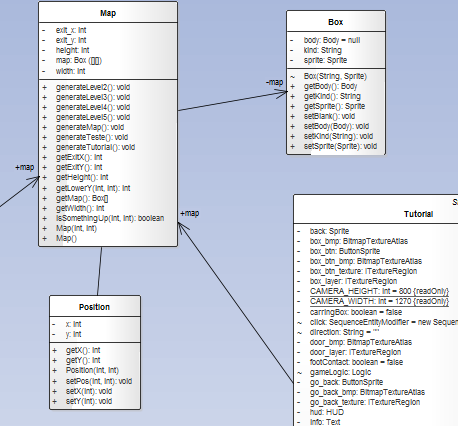 Map
- exit_x: int
- exit_y: int
- height: int
- map: Box ([][])
- width: int
+ generateLevel2(): void
+ generateLevel3(): void
+ generateLevel4(): void
+ generateLevel5(): void
+ generateMap(): void
+ generateTeste(): void
+ generateTutorial(): void
+ getExitX(): int
+ getExitY(): int
+ getHeight(): int
+ getLowerY(int, int): int
+ getMap(): Box[]
+ getWidth(): int
+ isSomethingUp(int, int): boolean
+ Map(int, int)
+ Map()
-map
+map
+map
Box
- body: Body = null
- kind: String
- sprite: Sprite
~ Box(String, Sprite)
+ getBody(): Body
+ getKind(): String
+ getSprite(): Sprite
+ setBlank(): void
+ setBody(Body): void
+ setKind(String): void
+ setSprite(Sprite): void
Position
- x: int
- y: int
+ getX(): int
+ getY(): int
+ Position(int, int)
+ setPos(int, int): void
+ setX(int): void
+ setY(int): void
Tutorial
- back: Sprite
- box_bmp: BitmapTextureAtlas
- box_btn: ButtonSprite
- box_btn_bmp: BitmapTextureAtlas
- box_btn_texture: ITextureRegion
- box_layer: ITextureRegion
- CAMERA_HEIGHT: int = 800 {readOnly}
- CAMERA_WIDTH: int = 1270 {readOnly}
- carringBox: boolean = false
~ click: SequenceEntityModifier = new Sequen
~ direction: String = ""
- door_bmp: BitmapTextureAtlas
- door_layer: ITextureRegion
- footContact: boolean = false
~ gameLogic: Logic
- go_back: ButtonSprite
- go_back_bmp: BitmapTextureAtlas
- go_back_texture: ITextureRegion
- hud: HUD
- info: Text